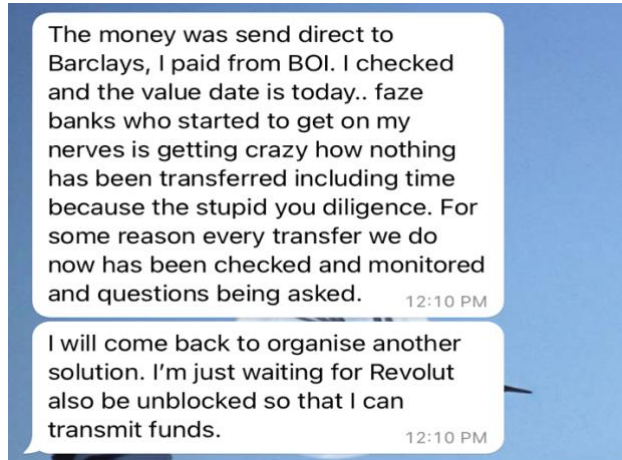 The money was send direct to
Barclays, I paid from BOI. I checked
and the value date is today.. faze
banks who started to get on my
nerves is getting crazy how nothing
has been transferred including time
because the stupid you diligence. For
some reason every transfer we do
now has been checked and monitored
and questions being asked.
12:10 PM
I will come back to organise another
solution. I’m just waiting for Revolut
also be unblocked so that I can
transmit funds.
12:10 PM